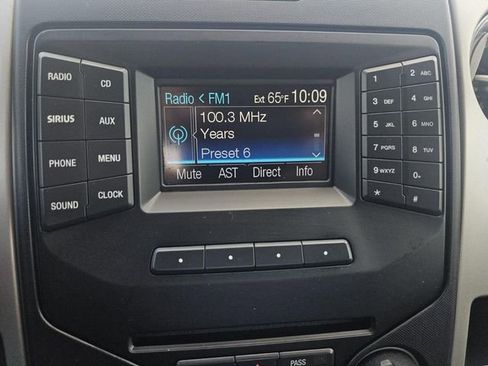 RADIO CD
SIRIUS AUX
PHONE MENU
SOUND CLOCK
Radio < FM1 Ext 65°F 10:09
100.3 MHz
Years
Preset 6
Mute AST Direct Info
1 2 ABC
3 DEF 4 GHI
5 JKL 6 MNO
7 PQRS 8 TUV
9 WXYZ 0+
* #
PASS